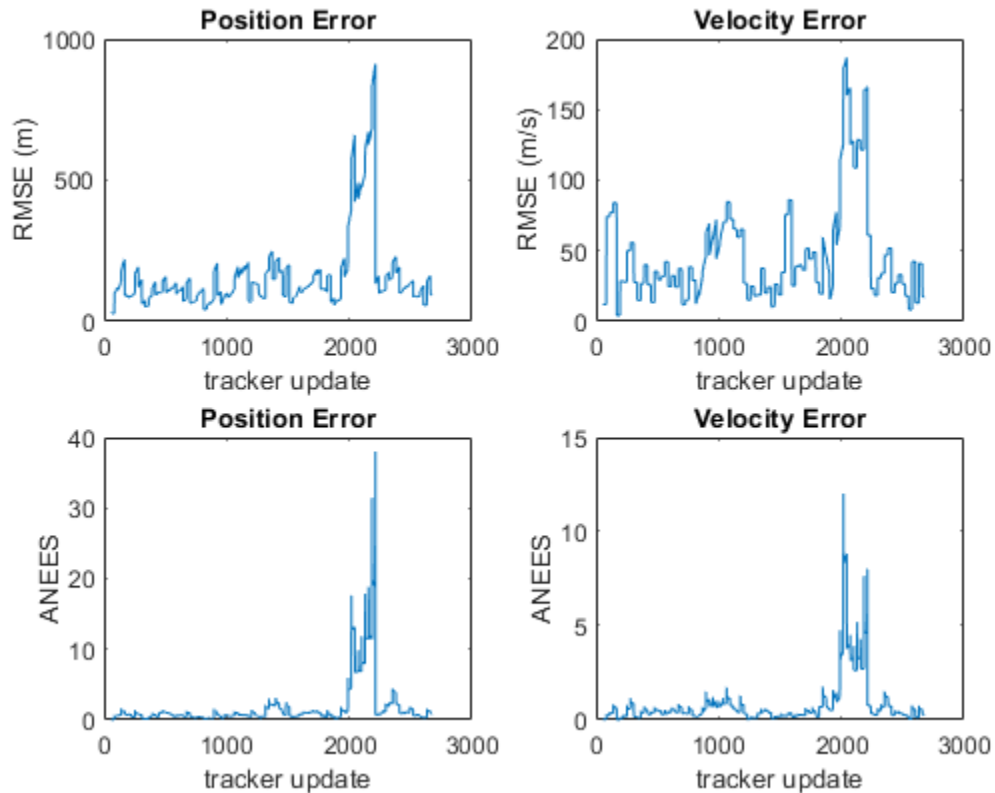 Position Error
1000
500
0
RMSE (m)
0 1000 2000 3000
tracker update
Velocity Error
200
150
100
50
0
RMSE (m/s)
0 1000 2000 3000
tracker update
Position Error
40
30
20
10
0
ANEES
0 1000 2000 3000
tracker update
Velocity Error
15
10
5
0
ANEES
0 1000 2000 3000
tracker update